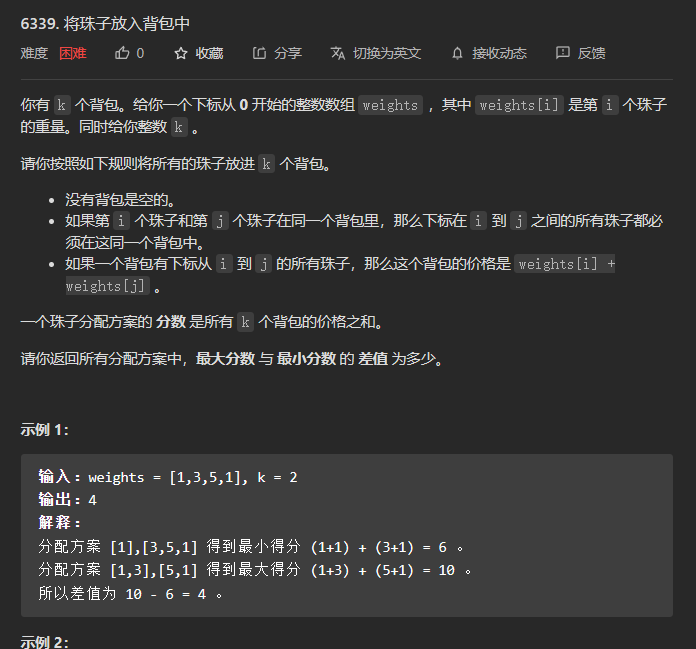 6339. 将珠子放入背包中
难度 困难 0 收藏 分享 切换为英文 接收动态 反馈
你有 k 个背包。给你一个下标从 0 开始的整数数组 weights ，其中 weights[i] 是第 i 个珠子
的重量。同时给你整数 k 。
请你按照如下规则将所有的珠子放进 k 个背包。
• 没有背包是空的。
• 如果第 i 个珠子和第 j 个珠子在同一个背包里，那么下标在 i 到 j 之间的所有珠子都必
须在这同一个背包中。
• 如果一个背包有下标从 i 到 j 的所有珠子，那么这个背包的价格是 weights[i] +
weights[j] 。
一个珠子分配方案的 分数 是所有 k 个背包的价格之和。
请你返回所有分配方案中，最大分数 与 最小分数 的 差值 为多少。
示例 1：
输入：weights = [1,3,5,1], k = 2
输出：4
解释：
分配方案 [1],[3,5,1] 得到最小得分 (1+1) + (3+1) = 6 。
分配方案 [1,3],[5,1] 得到最大得分 (1+3) + (5+1) = 10 。
所以差值为 10 - 6 = 4 。
示例 2：